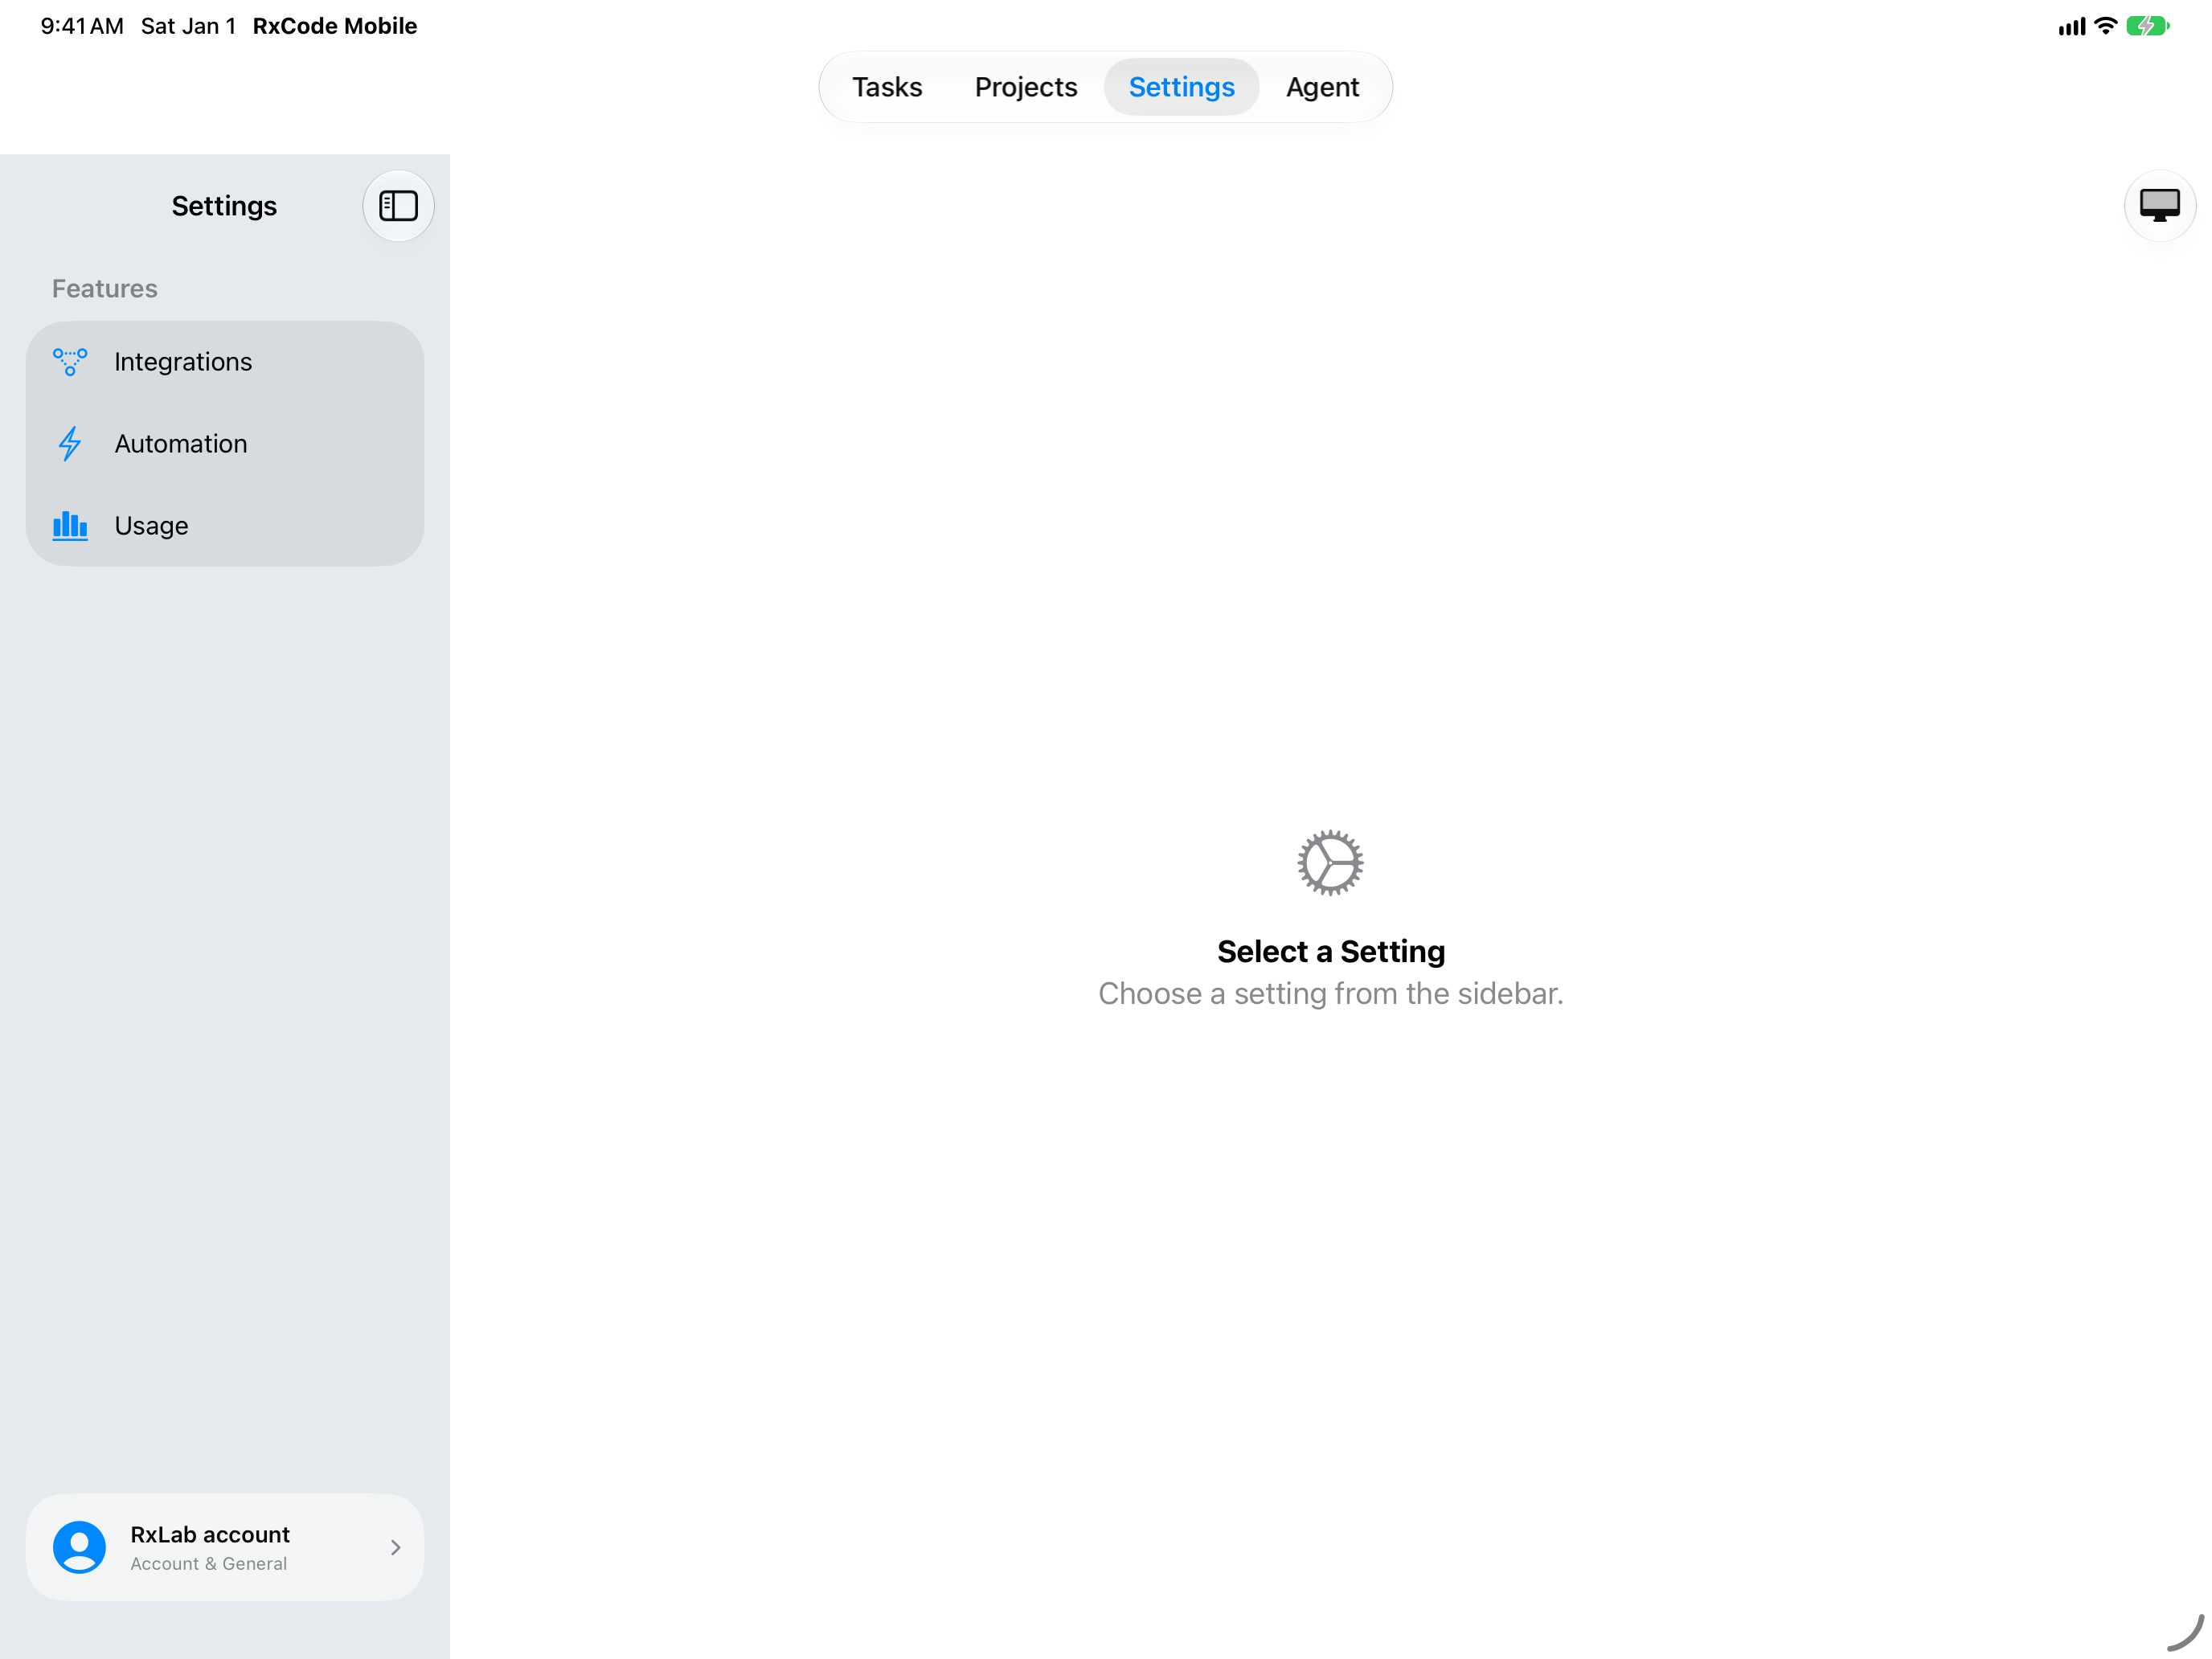 9:41 AM Sat Jan 1 RxCode Mobile
Tasks Projects Settings Agent
Settings
Features
Integrations
Automation
Usage
Select a Setting
Choose a setting from the sidebar.
RxLab account
Account & General